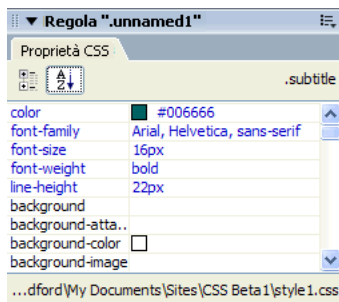 Regola ".unnamed1"
Proprietà CSS
A Z .subtitle
color #006666
font-family Arial, Helvetica, sans-serif
font-size 16px
font-weight bold
line-height 22px
background
background-atta..
background-color
background-image
...dford\My Documents\Sites\CSS Beta1\style1.css